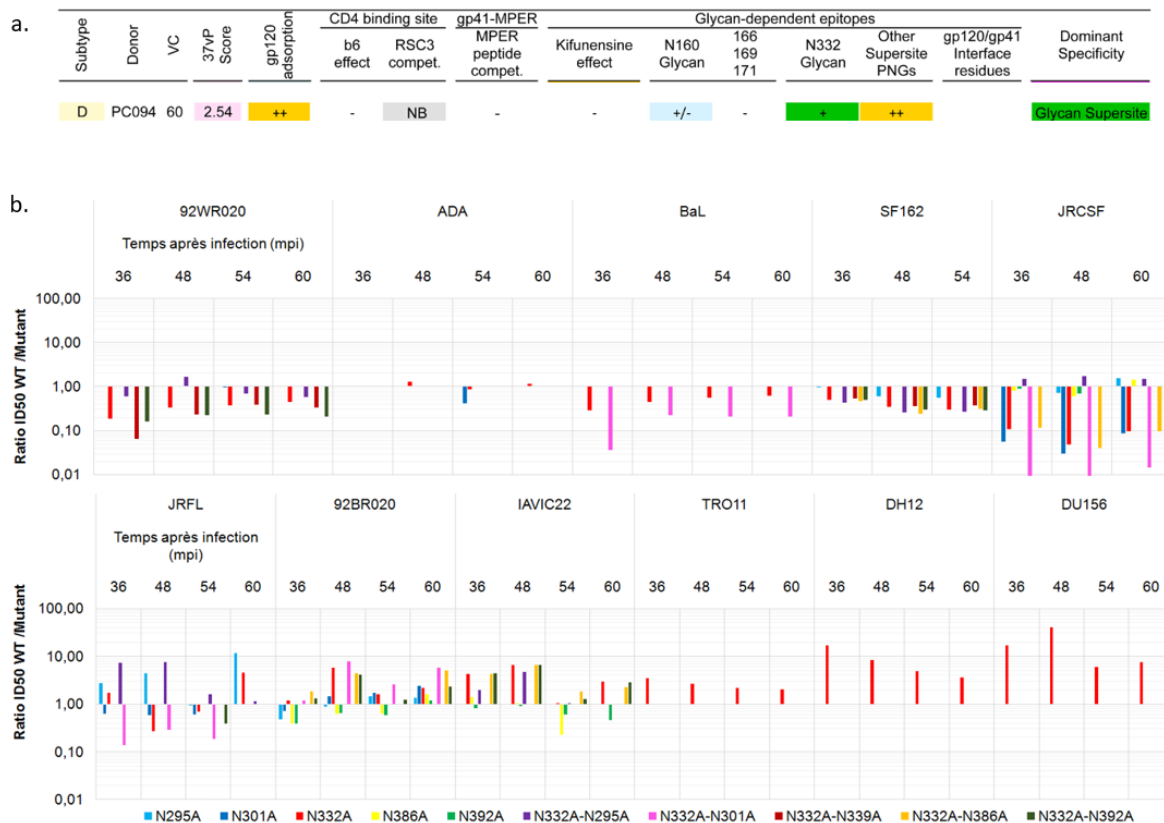 a.
Subtype
Donor
VC
37vP Score
gp120 adsorption
CD4 binding site
b6 effect
RSC3 compet.
gp41-MPER
MPER peptide compet.
Glycan-dependent epitopes
Kifunensine effect
N160 Glycan
166 169 171
N332 Glycan
Other Supersite PNGs
gp120/gp41 Interface residues
Dominant Specificity
D PC094 60 2.54 ++ - NB - - +/- - + ++ Glycan Supersite
b.
92WR020 ADA BaL SF162 JRCSF
Temps après infection (mpi)
36 48 54 60 36 48 54 60 36 48 54 60 36 48 54 36 48 60
Ratio ID50 WT /Mutant
100,00
10,00
1,00
0,10
0,01
JRFL 92BR020 IAVIC22 TRO11 DH12 DU156
Temps après infection
(mpi)
36 48 54 60 36 48 54 60 36 48 54 60 36 48 54 60 36 48 54 60 36 48 54 60
Ratio ID50 WT /Mutant
100,00
10,00
1,00
0,10
0,01
N295A N301A N332A N386A N392A N332A-N295A N332A-N301A N332A-N339A N332A-N386A N332A-N392A